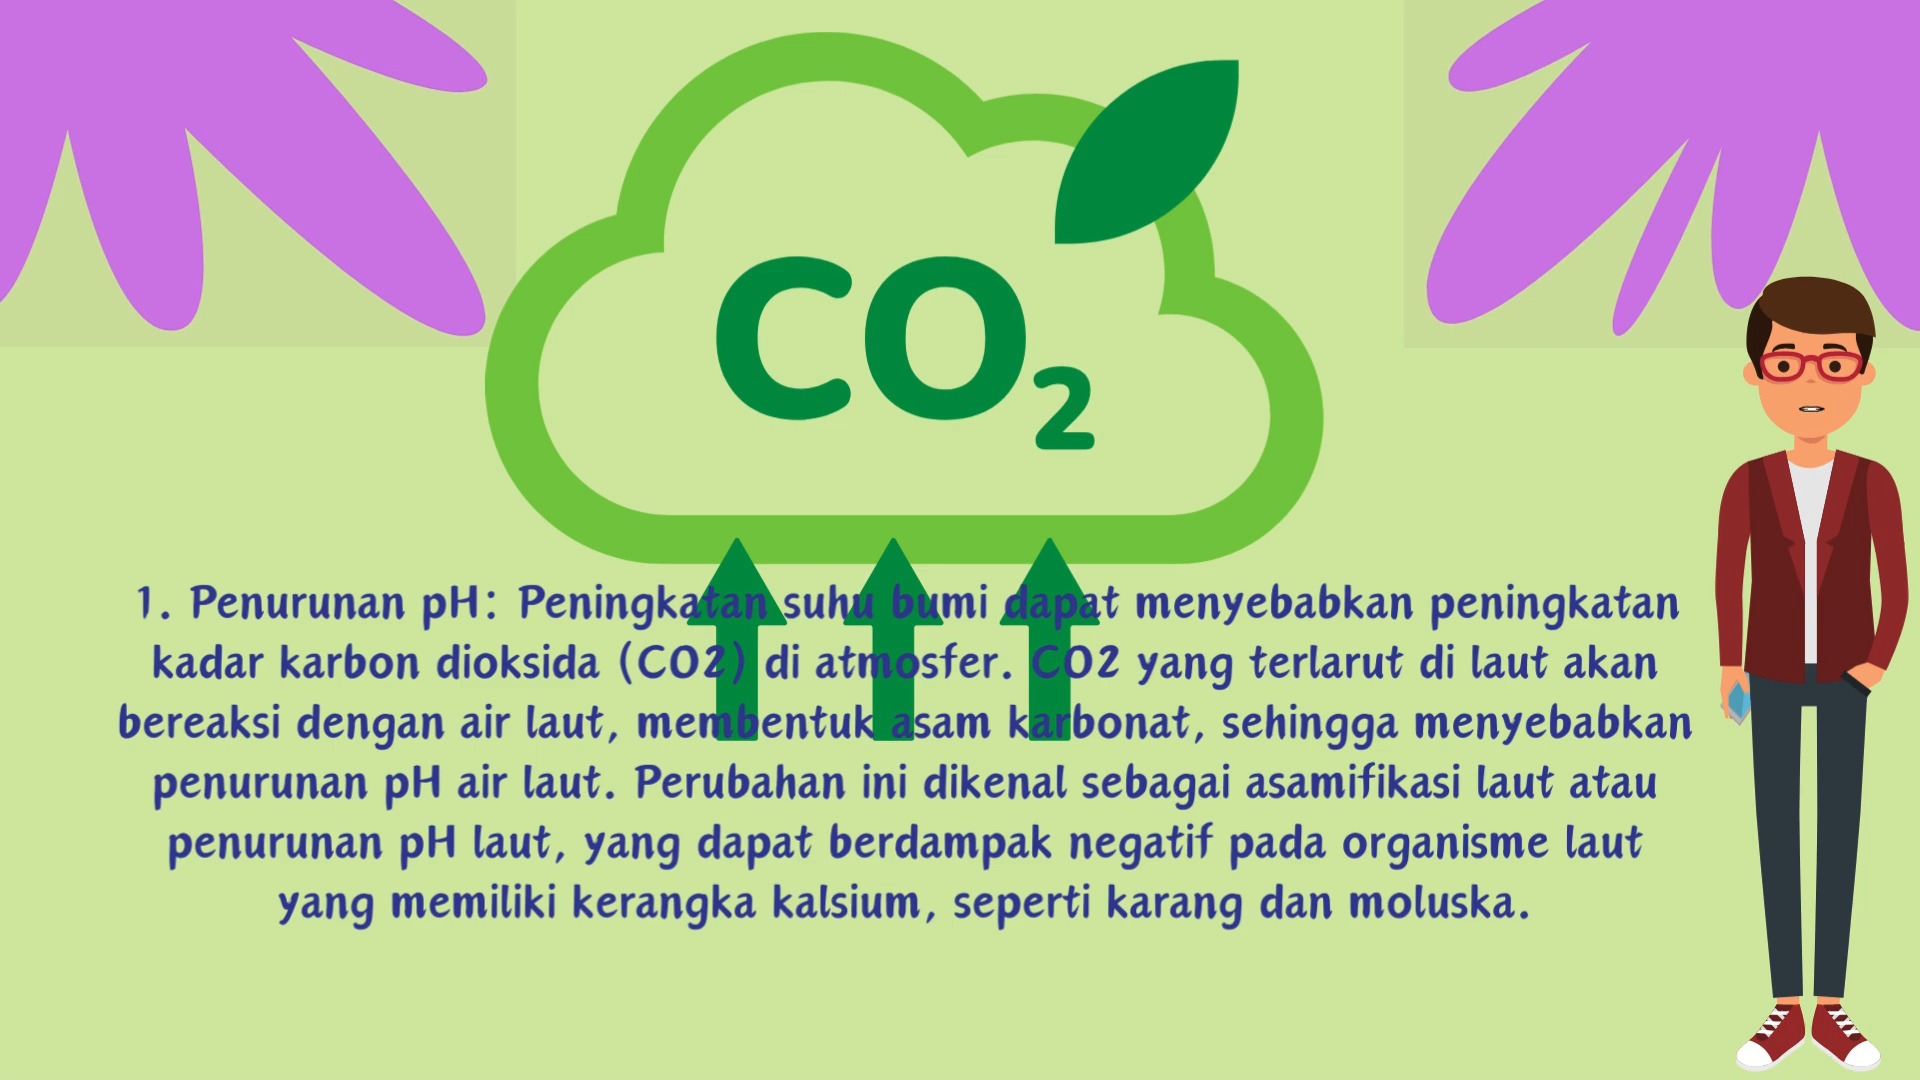 CO₂
1. Penurunan pH: Peningkatan suhu bumi dapat menyebabkan peningkatan
kadar karbon dioksida (CO2) di atmosfer. CO2 yang terlarut di laut akan
bereaksi dengan air laut, membentuk asam karbonat, sehingga menyebabkan
penurunan pH air laut. Perubahan ini dikenal sebagai asamifikasi laut atau
penurunan pH laut, yang dapat berdampak negatif pada organisme laut
yang memiliki kerangka kalsium, seperti karang dan moluska.